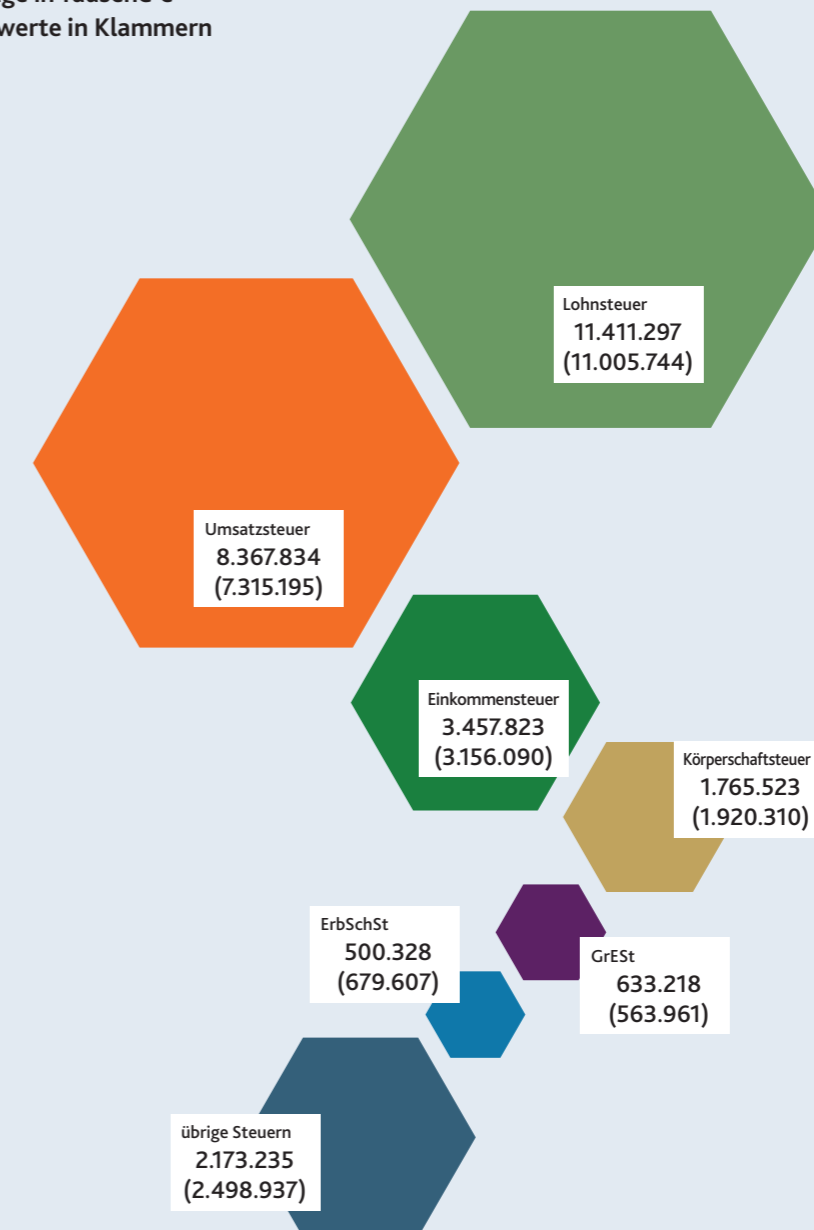 in Tausend €
in Klammern
Lohnsteuer
11.411.297
(11.005.744)
Umsatzsteuer
8.367.834
(7.315.195)
Einkommensteuer
3.457.823
(3.156.090)
Körperschaftsteuer
1.765.523
(1.920.310)
ErbSchSt
500.328
(679.607)
GrESt
633.218
(563.961)
übrige Steuern
2.173.235
(2.498.937)